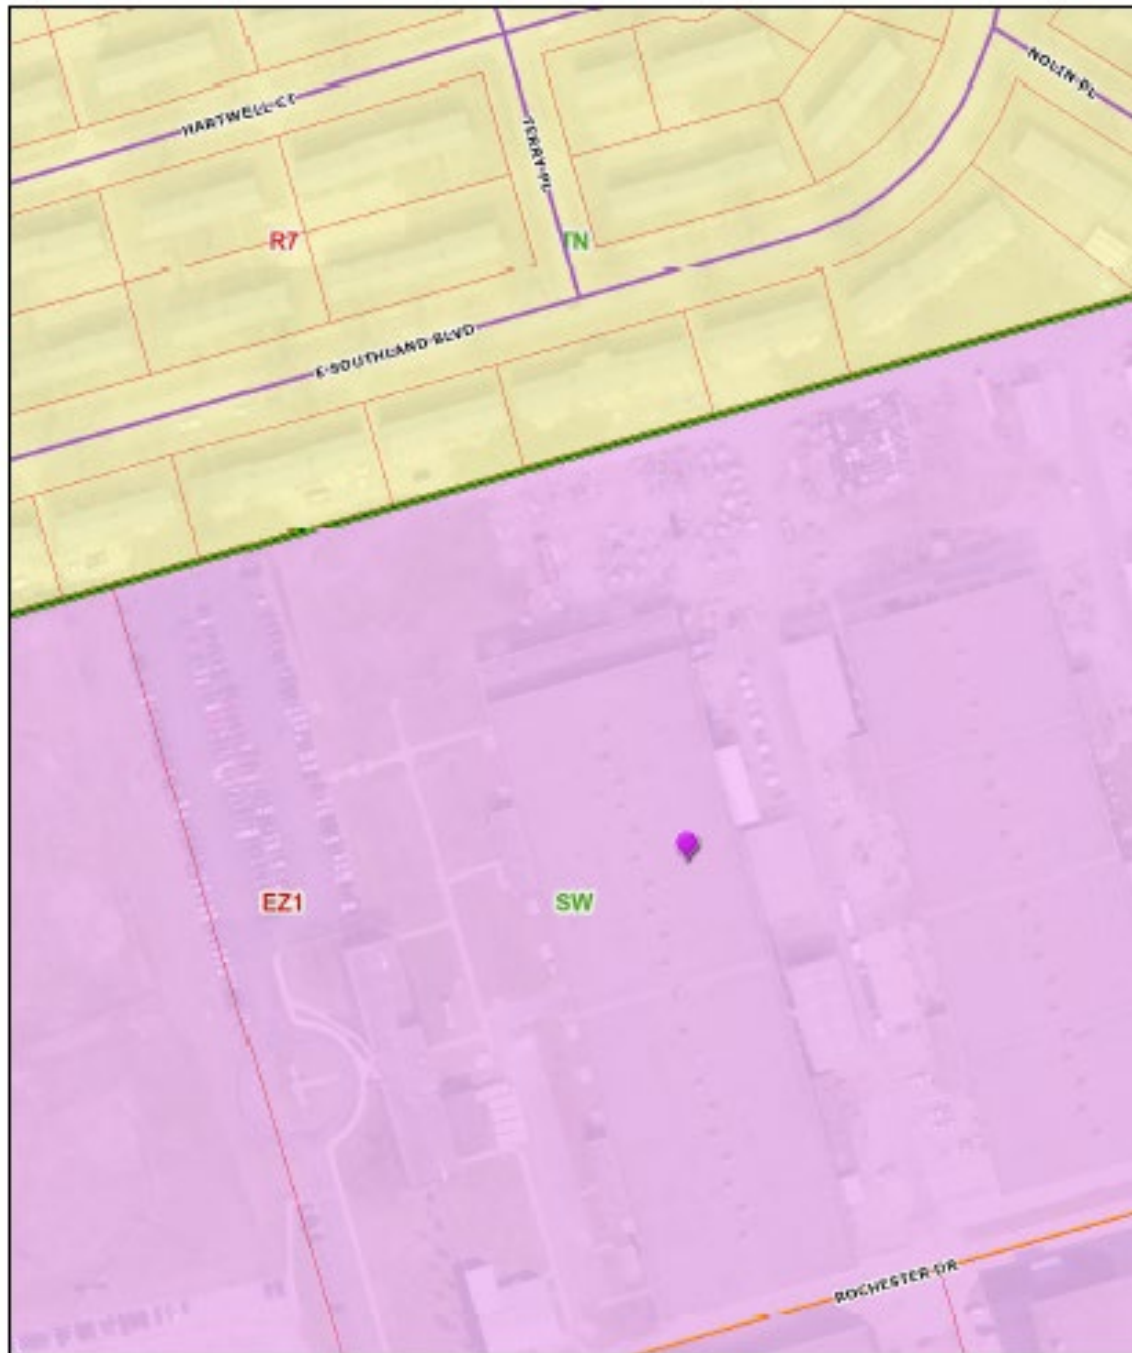 NOLIN PL
HARTWELL CT
TERRY PL
R7
TN
E SOUTHLAND BLVD
EZ1
SW
ROCHESTER DR